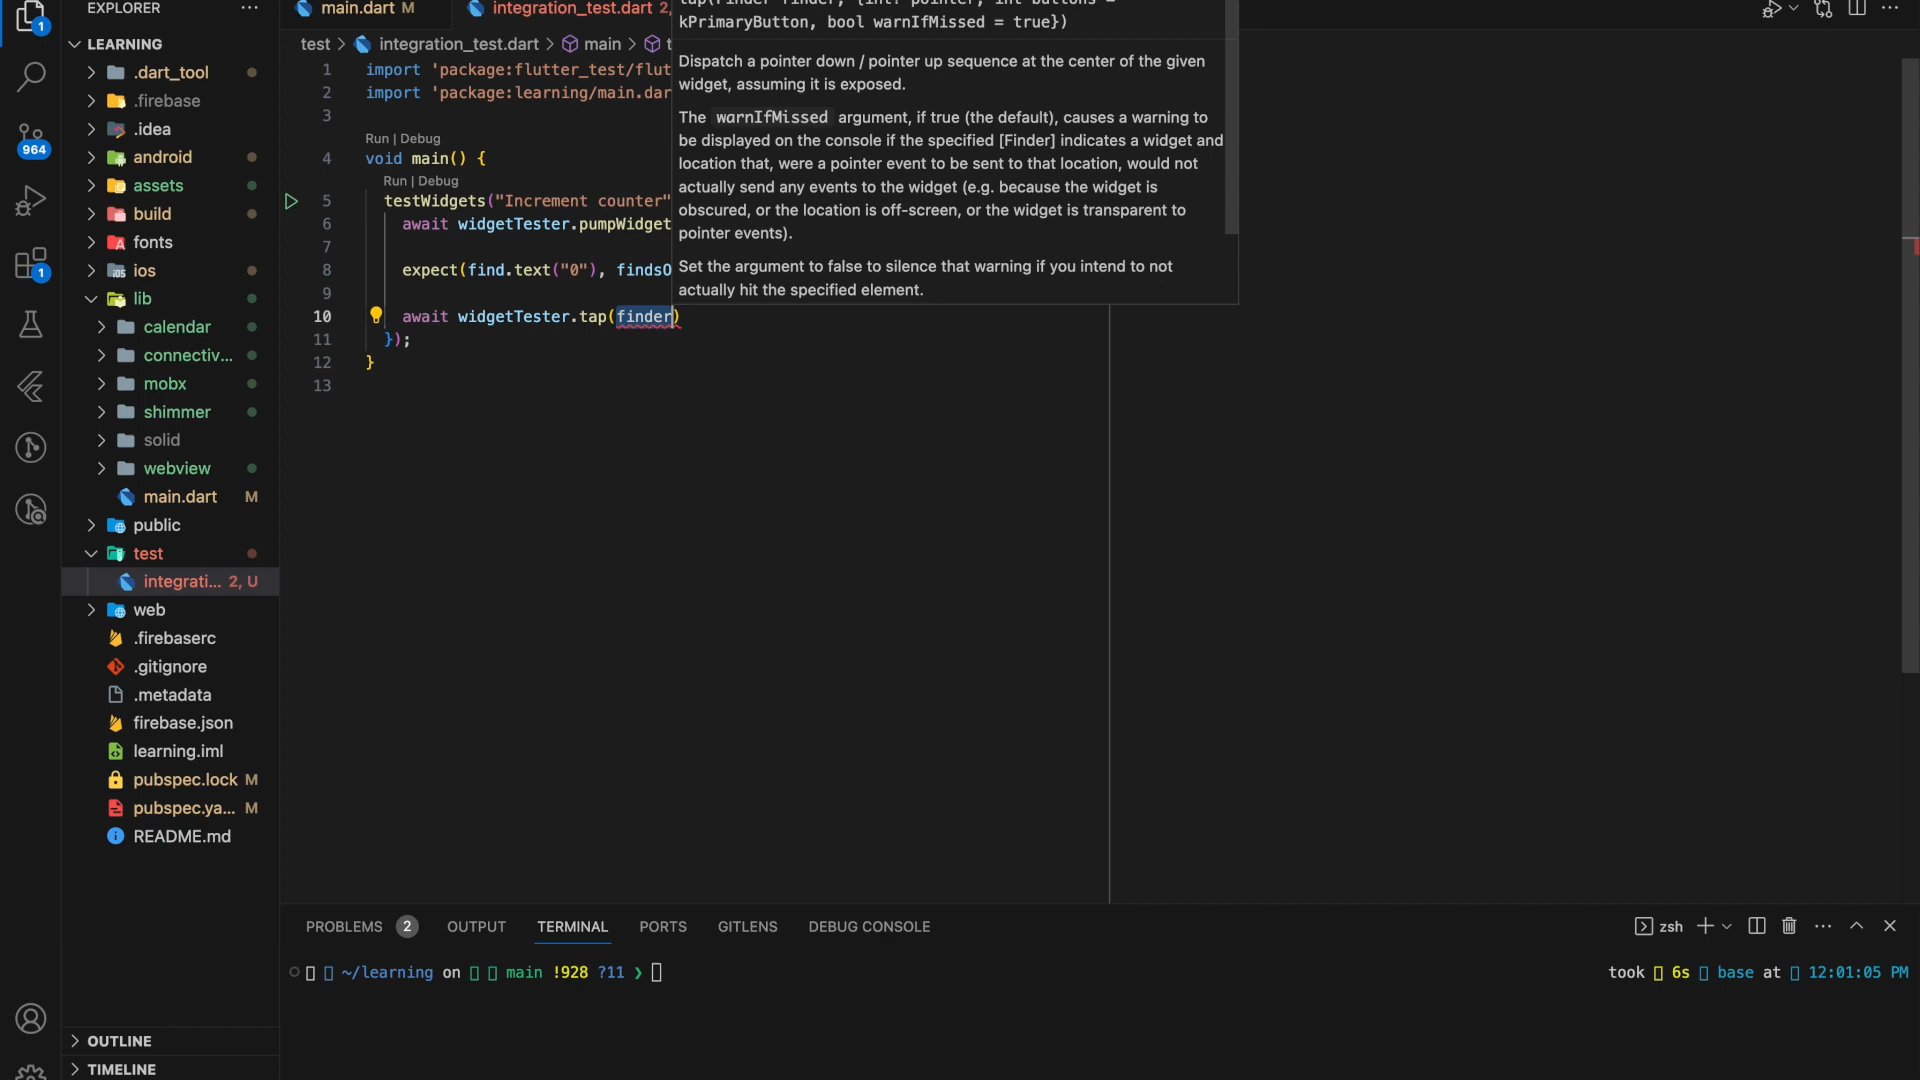 EXPLORER
···
main.dart M
integration_test.dart 2,
kPrimaryButton, bool warnIfMissed = true})
LEARNING
test > integration_test.dart > main > t
.dart_tool
.firebase
.idea
android
assets
build
fonts
ios
lib
calendar
connectiv...
mobx
shimmer
solid
webview
main.dart M
public
test
integrati... 2, U
web
.firebaserc
.gitignore
.metadata
firebase.json
learning.iml
pubspec.lock M
pubspec.ya... M
README.md
OUTLINE
TIMELINE
1
964
1
1 import 'package:flutter_test/flut
2 import 'package:learning/main.dar
3
Run | Debug
4 void main() {
Run | Debug
5 testWidgets("Increment counter"
6 await widgetTester.pumpWidget
7
8 expect(find.text("0"), findsO
9
10 await widgetTester.tap(finder)
11 });
12 }
13
Dispatch a pointer down / pointer up sequence at the center of the given
widget, assuming it is exposed.
The warnIfMissed argument, if true (the default), causes a warning to
be displayed on the console if the specified [Finder] indicates a widget and
location that, were a pointer event to be sent to that location, would not
actually send any events to the widget (e.g. because the widget is
obscured, or the location is off-screen, or the widget is transparent to
pointer events).
Set the argument to false to silence that warning if you intend to not
actually hit the specified element.
PROBLEMS 2 OUTPUT TERMINAL PORTS GITLENS DEBUG CONSOLE
zsh
~/learning on main !928 ?11 ❯
took 6s base at 12:01:05 PM